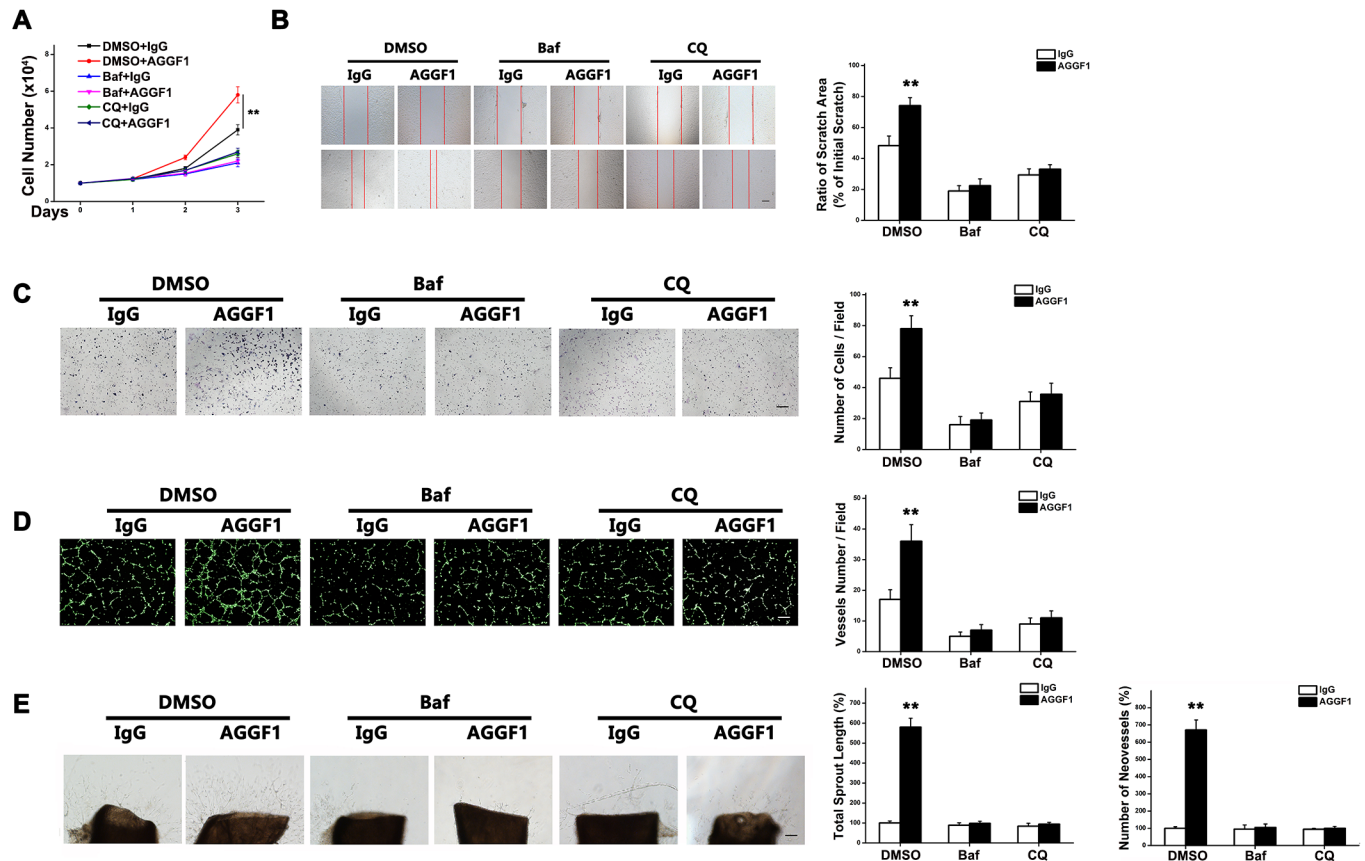 A
Cell Number (x10⁴)
8
6
4
2
0
DMSO+IgG
DMSO+AGGF1
Baf+IgG
Baf+AGGF1
CQ+IgG
CQ+AGGF1
**
Days
0 1 2 3
B
DMSO Baf CQ
IgG AGGF1 IgG AGGF1 IgG AGGF1
Ratio of Scratch Area
(% of Initial Scratch)
100
80
60
40
20
0
IgG
AGGF1
**
DMSO Baf CQ
C
DMSO Baf CQ
IgG AGGF1 IgG AGGF1 IgG AGGF1
Number of Cells / Field
100
80
60
40
20
0
IgG
AGGF1
**
DMSO Baf CQ
D
DMSO Baf CQ
IgG AGGF1 IgG AGGF1 IgG AGGF1
Vessels Number / Field
50
40
30
20
10
0
IgG
AGGF1
**
DMSO Baf CQ
E
DMSO Baf CQ
IgG AGGF1 IgG AGGF1 IgG AGGF1
Total Sprout Length (%)
700
600
500
400
300
200
100
0
IgG
AGGF1
**
DMSO Baf CQ
Number of Neovessels (%)
800
700
600
500
400
300
200
100
0
IgG
AGGF1
**
DMSO Baf CQ